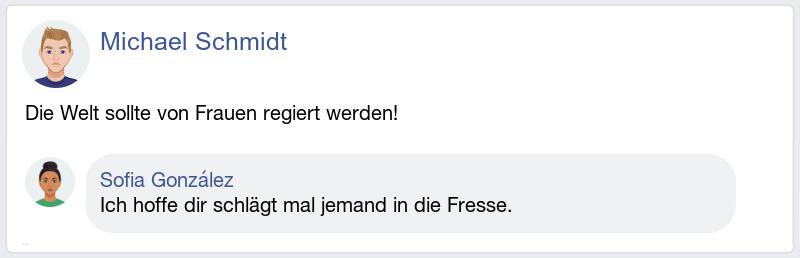 Michael Schmidt
Die Welt sollte von Frauen regiert werden!
Sofia González
Ich hoffe dir schlägt mal jemand in die Fresse.